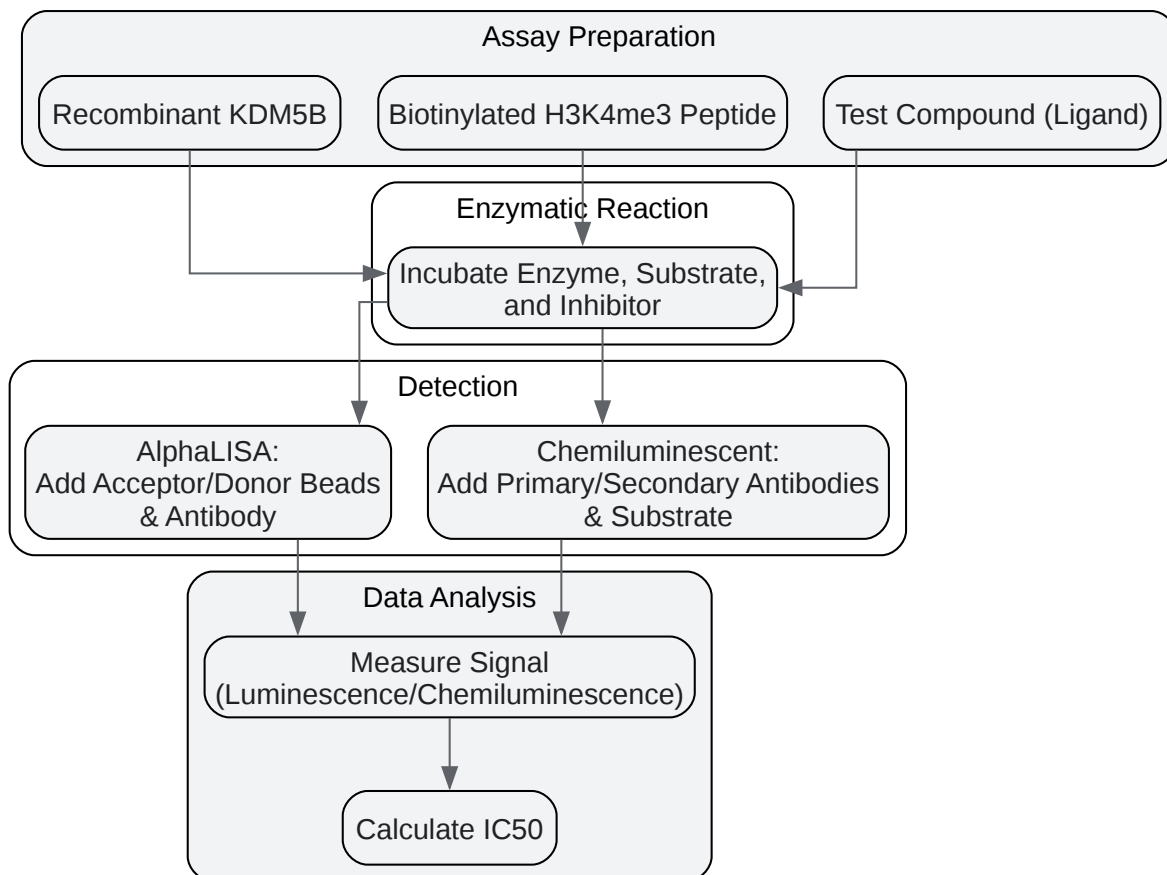 Assay Preparation
Recombinant KDM5B
Biotinylated H3K4me3 Peptide
Test Compound (Ligand)
Enzymatic Reaction
Incubate Enzyme, Substrate,
and Inhibitor
Detection
AlphaLISA:
Add Acceptor/Donor Beads
& Antibody
Chemiluminescent:
Add Primary/Secondary Antibodies
& Substrate
Data Analysis
Measure Signal
(Luminescence/Chemiluminescence)
Calculate IC50